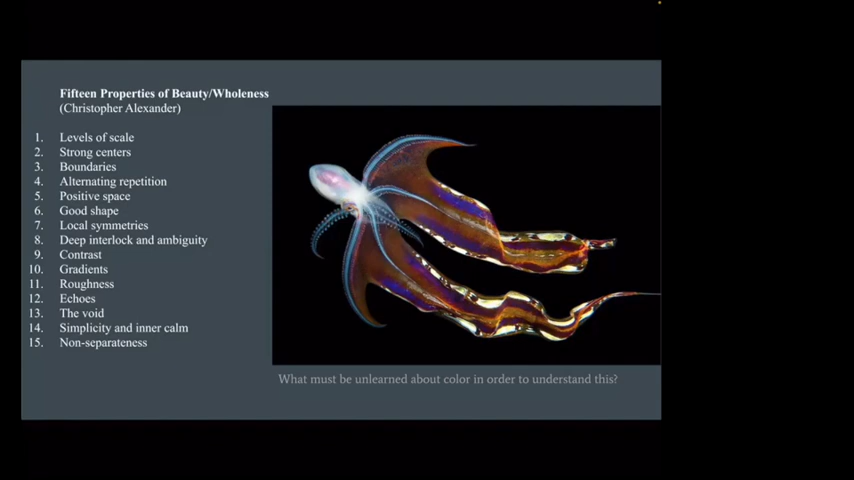 Fifteen Properties of Beauty/Wholeness
(Christopher Alexander)
1. Levels of scale
2. Strong centers
3. Boundaries
4. Alternating repetition
5. Positive space
6. Good shape
7. Local symmetries
8. Deep interlock and ambiguity
9. Contrast
10. Gradients
11. Roughness
12. Echoes
13. The void
14. Simplicity and inner calm
15. Non-separateness
What must be unlearned about color in order to understand this?